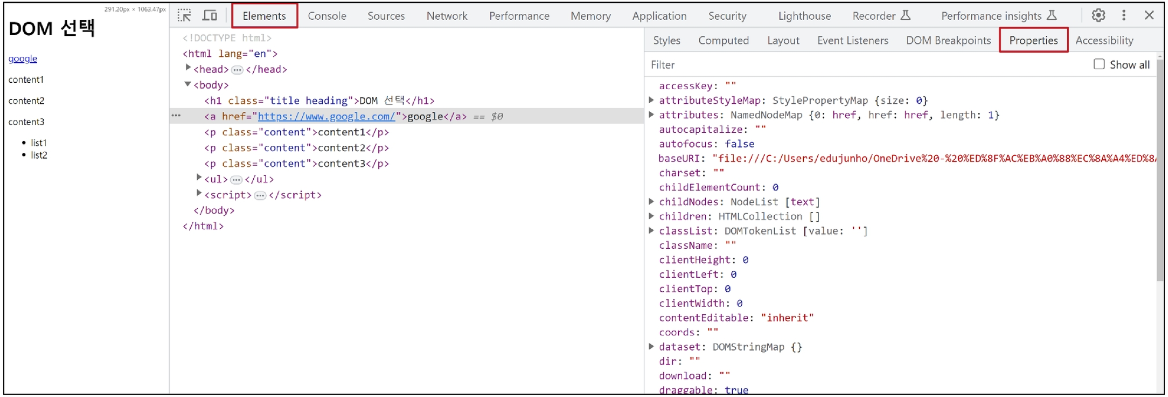 291.20px × 1063.47px
DOM 선택
google
content1
content2
content3
list1
list2
Elements Console Sources Network Performance Memory Application Security Lighthouse Recorder Performance insights
<!DOCTYPE html>
<html lang="en">
<head>…</head>
<body>
<h1 class="title heading">DOM 선택</h1>
<a href="https://www.google.com/">google</a> == $0
<p class="content">content1</p>
<p class="content">content2</p>
<p class="content">content3</p>
<ul>…</ul>
<script>…</script>
</body>
</html>
Styles Computed Layout Event Listeners DOM Breakpoints Properties Accessibility
Filter Show all
accessKey: ""
attributeStyleMap: StylePropertyMap {size: 0}
attributes: NamedNodeMap {0: href, href: href, length: 1}
autocapitalize: ""
autofocus: false
baseURI: "file:///C:/Users/edujunho/OneDrive%20-%20%ED%8F%AC%EB%A0%88%EC%8A%A4%ED%8
charset: ""
childElementCount: 0
childNodes: NodeList [text]
children: HTMLCollection []
classList: DOMTokenList [value: '']
className: ""
clientHeight: 0
clientLeft: 0
clientTop: 0
clientWidth: 0
contentEditable: "inherit"
coords: ""
dataset: DOMStringMap {}
dir: ""
download: ""
draggable: true